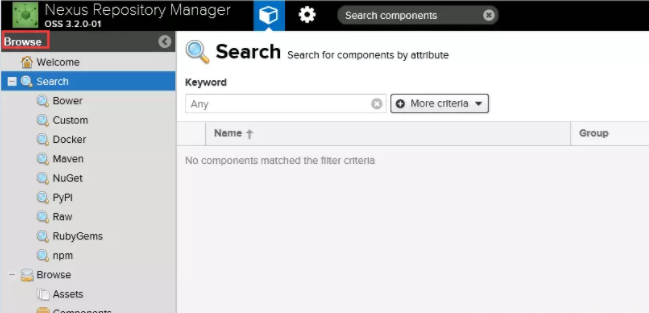 Nexus Repository Manager
OSS 3.2.0-01
Search components
Browse
Welcome
Search
Bower
Custom
Docker
Maven
NuGet
PyPI
Raw
RubyGems
npm
Browse
Assets
Components
Search Search for components by attribute
Keyword
Any
More criteria
Name
Group
No components matched the filter criteria